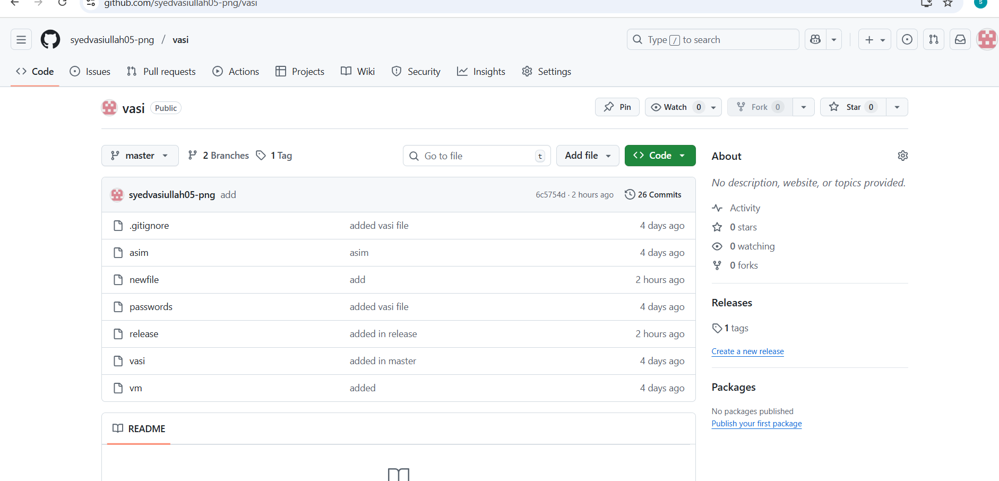 github.com/syedvasiullah05-png/vasi
s
syedvasiullah05-png / vasi
Type / to search
Code Issues Pull requests Actions Projects Wiki Security Insights Settings
vasi Public
Pin Watch 0 Fork 0 Star 0
master 2 Branches 1 Tag Go to file t Add file Code
syedvasiullah05-png add 6c5754d · 2 hours ago 26 Commits
.gitignore added vasi file 4 days ago
asim asim 4 days ago
newfile add 2 hours ago
passwords added vasi file 4 days ago
release added in release 2 hours ago
vasi added in master 4 days ago
vm added 4 days ago
README
About
No description, website, or topics provided.
Activity
0 stars
0 watching
0 forks
Releases
1 tags
Create a new release
Packages
No packages published
Publish your first package